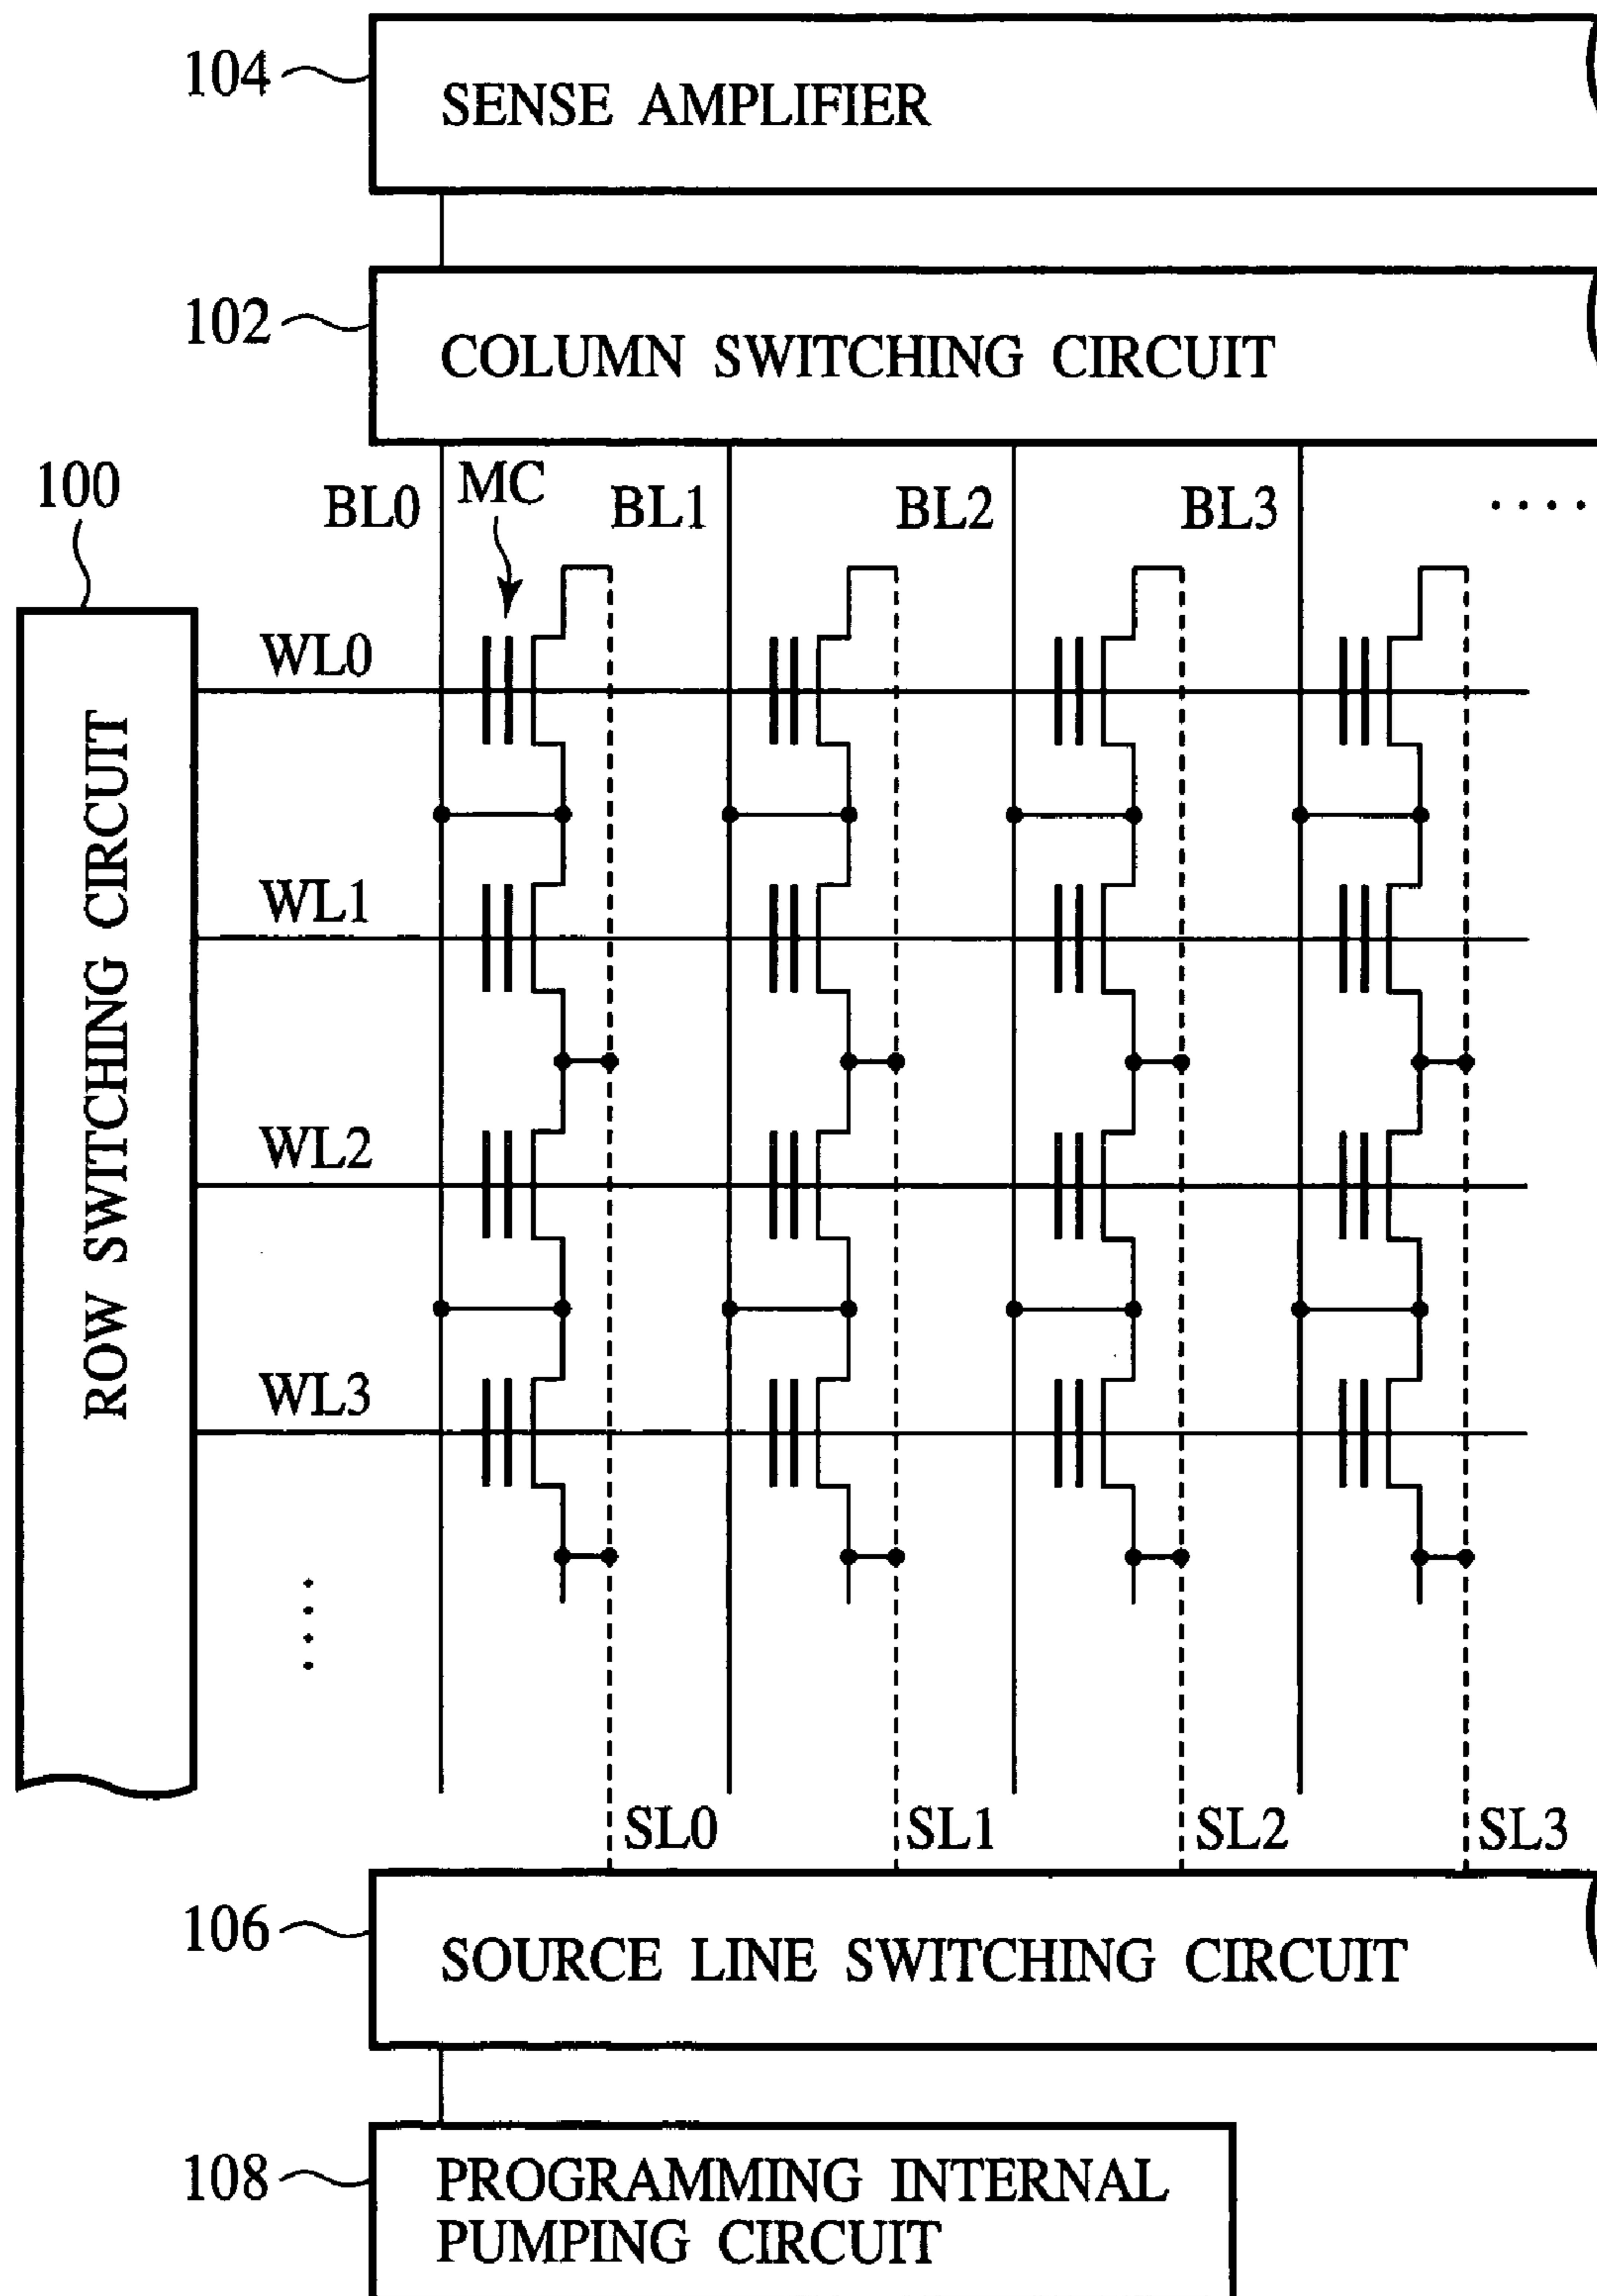 104
SENSE AMPLIFIER
102
COLUMN SWITCHING CIRCUIT
100
BL0
MC
BL1
BL2
BL3
. . . .
ROW SWITCHING CIRCUIT
WL0
WL1
WL2
WL3
. . . .
SL0
SL1
SL2
SL3
106
SOURCE LINE SWITCHING CIRCUIT
108
PROGRAMMING INTERNAL
PUMPING CIRCUIT